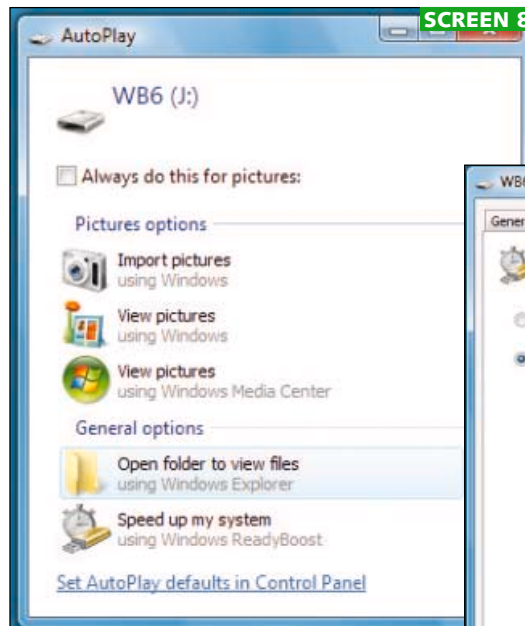 SCREEN 8
AutoPlay
WB6 (J:)
Always do this for pictures:
Pictures options
Import pictures
using Windows
View pictures
using Windows
View pictures
using Windows Media Center
General options
Open folder to view files
using Windows Explorer
Speed up my system
using Windows ReadyBoost
Set AutoPlay defaults in Control Panel
WB6
Gener